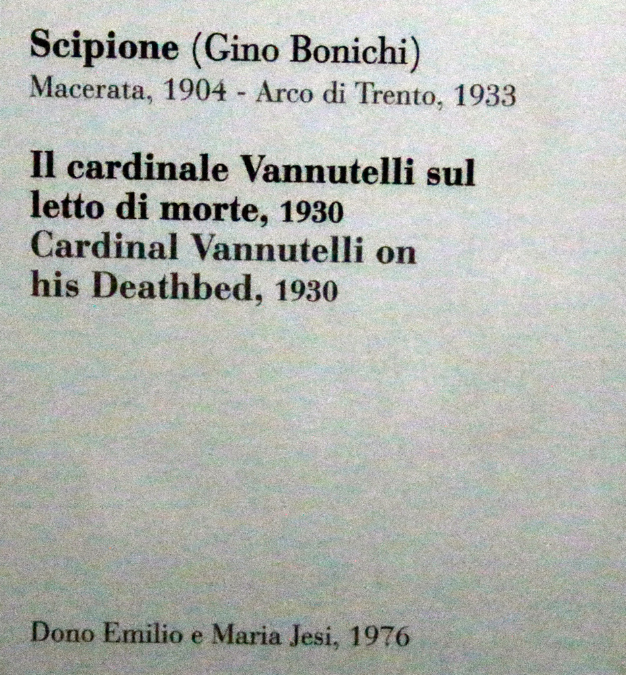 Scipione (Gino Bonichi)
Macerata, 1904 - Arco di Trento, 1933
Il cardinale Vannutelli sul
letto di morte, 1930
Cardinal Vannutelli on
his Deathbed, 1930
Dono Emilio e Maria Jesi, 1976